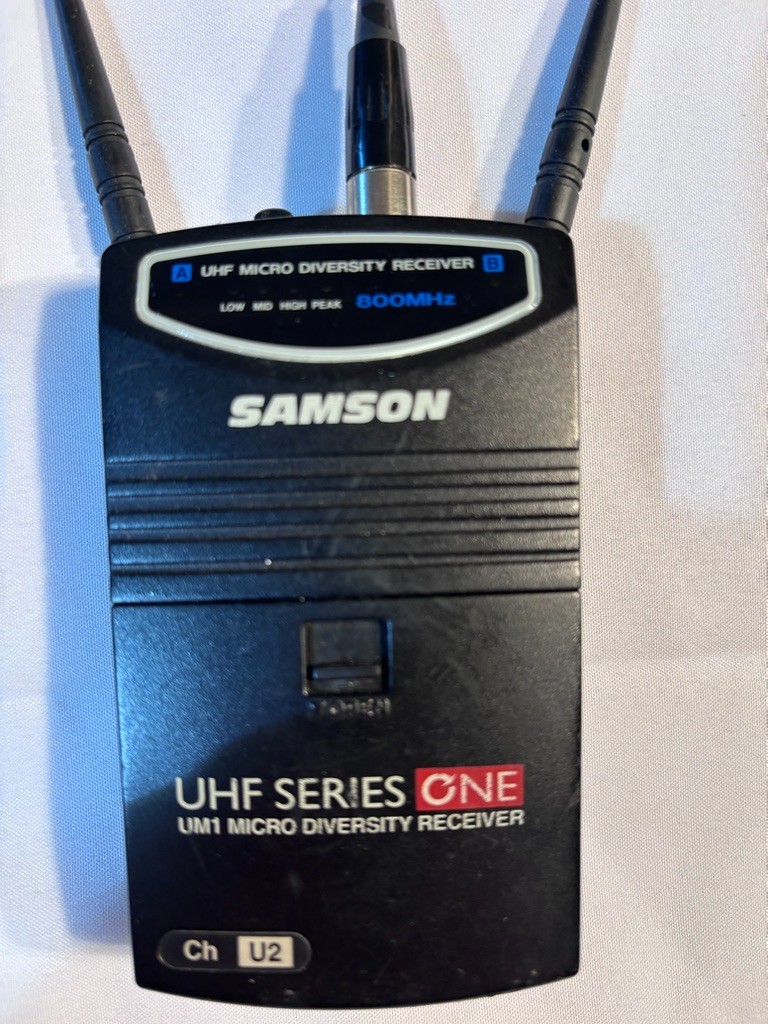 A UHF MICRO DIVERSITY RECEIVER B
LOW MID HIGH PEAK 800MHz
SAMSON
OPEN
UHF SERIES ONE
UM1 MICRO DIVERSITY RECEIVER
Ch U2